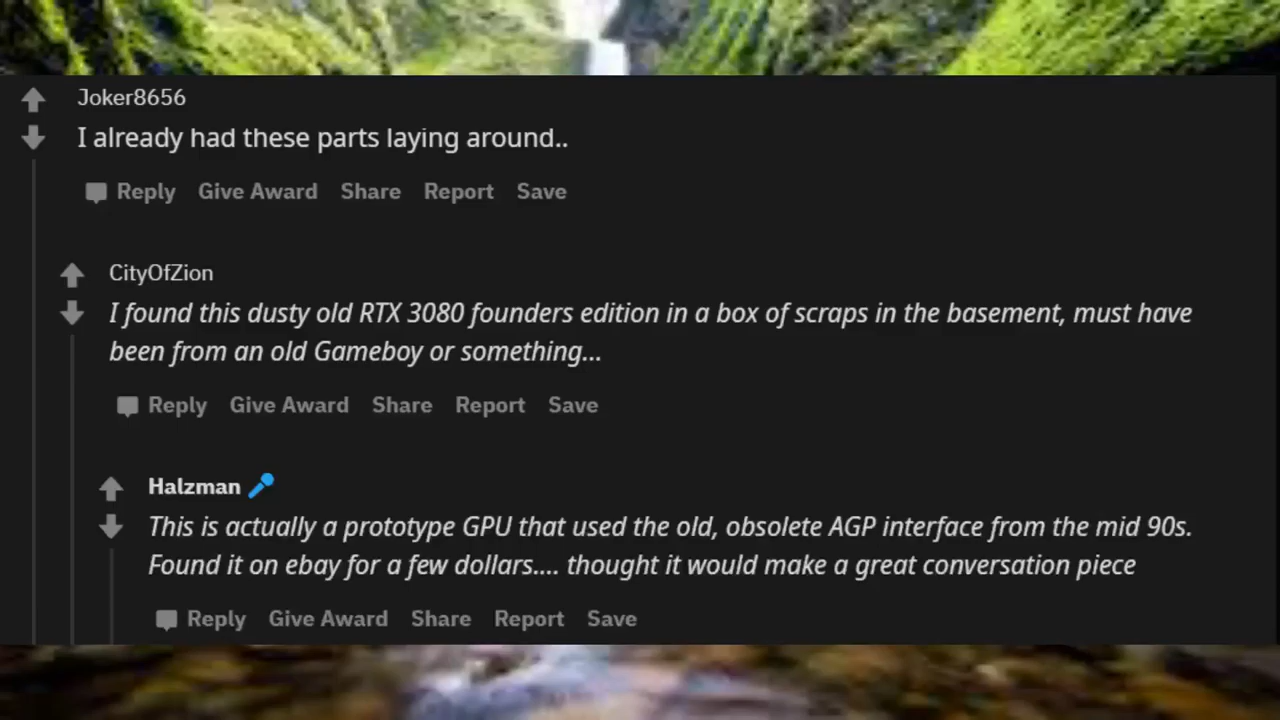 Joker8656
I already had these parts laying around..
Reply Give Award Share Report Save
CityOfZion
I found this dusty old RTX 3080 founders edition in a box of scraps in the basement, must have
been from an old Gameboy or something...
Reply Give Award Share Report Save
Halzman
This is actually a prototype GPU that used the old, obsolete AGP interface from the mid 90s.
Found it on ebay for a few dollars.... thought it would make a great conversation piece
Reply Give Award Share Report Save